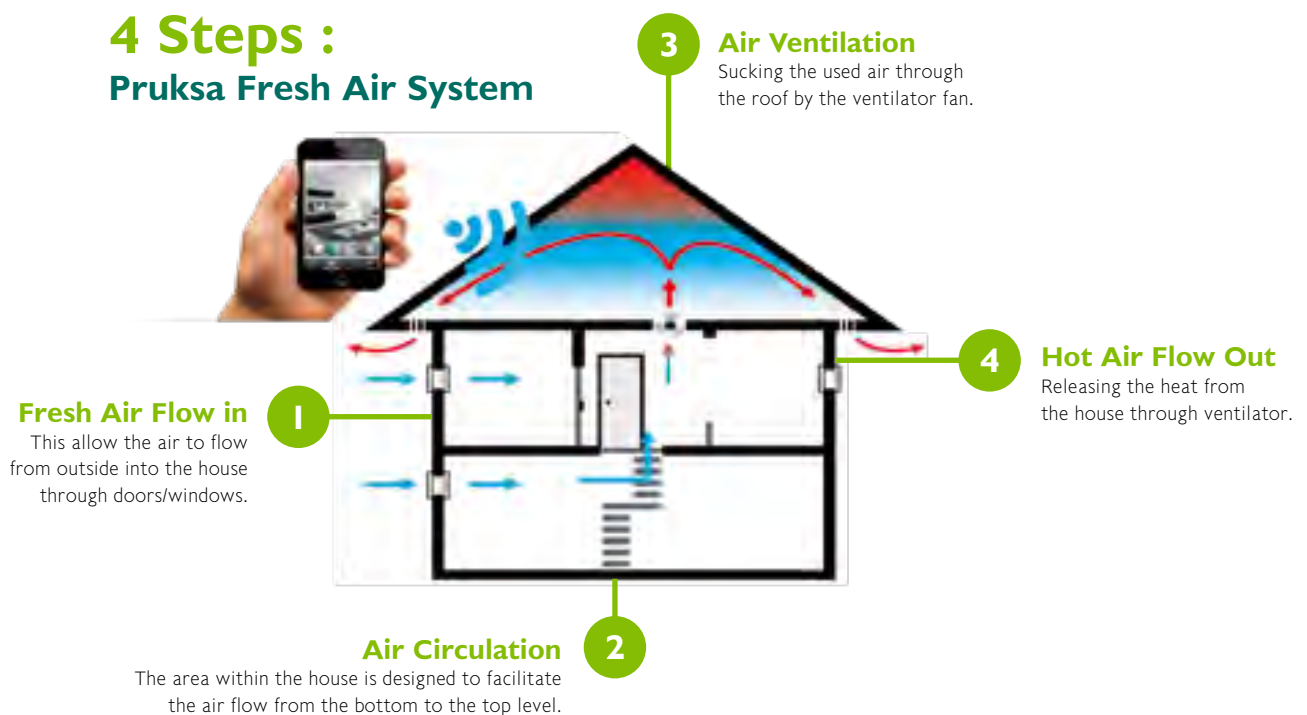 4 Steps :
Pruksa Fresh Air System
3
Air Ventilation
Sucking the used air through
the roof by the ventilator fan.
4
Hot Air Flow Out
Releasing the heat from
the house through ventilator.
Fresh Air Flow in
1
This allow the air to flow
from outside into the house
through doors/windows.
Air Circulation
2
The area within the house is designed to facilitate
the air flow from the bottom to the top level.